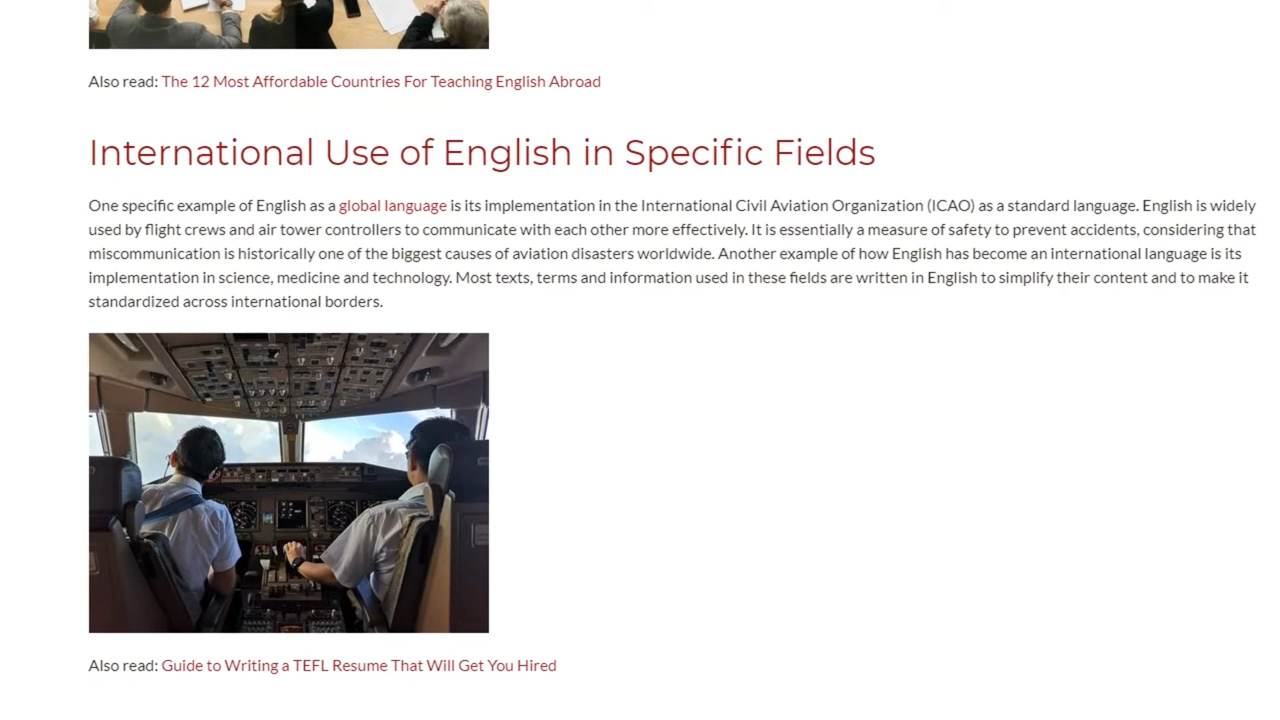 Also read: The 12 Most Affordable Countries For Teaching English Abroad
International Use of English in Specific Fields
One specific example of English as a global language is its implementation in the International Civil Aviation Organization (ICAO) as a standard language. English is widely
used by flight crews and air tower controllers to communicate with each other more effectively. It is essentially a measure of safety to prevent accidents, considering that
miscommunication is historically one of the biggest causes of aviation disasters worldwide. Another example of how English has become an international language is its
implementation in science, medicine and technology. Most texts, terms and information used in these fields are written in English to simplify their content and to make it
standardized across international borders.
Also read: Guide to Writing a TEFL Resume That Will Get You Hired